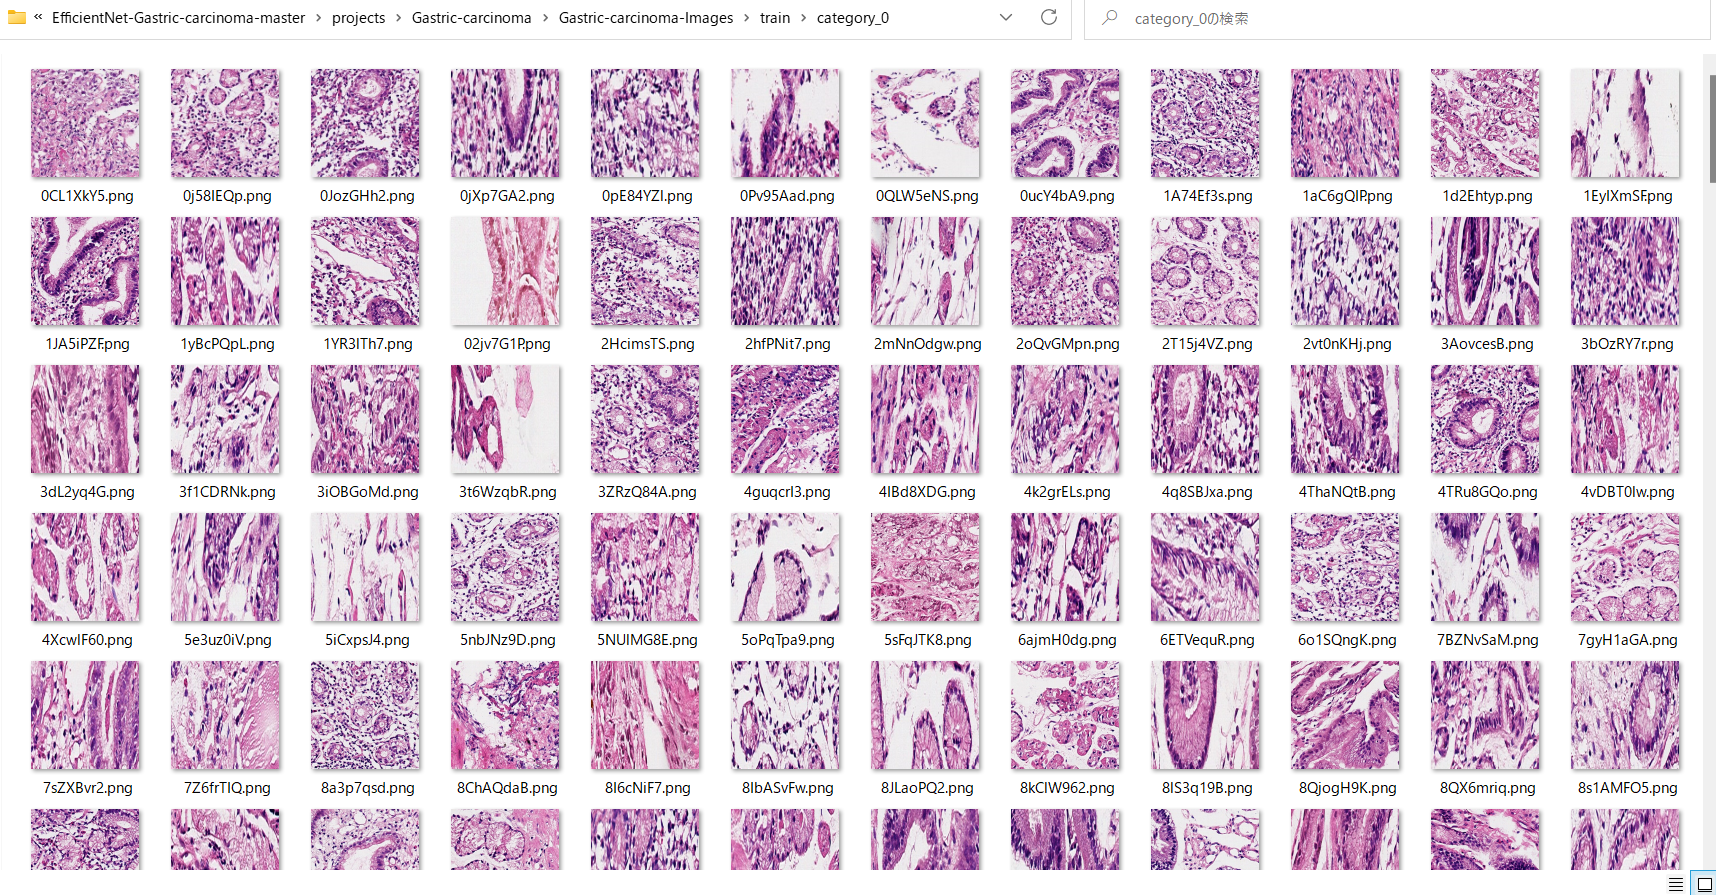 « EfficientNet-Gastric-carcinoma-master › projects › Gastric-carcinoma › Gastric-carcinoma-Images › train › category_0
category_0の検索
0CL1XkY5.png 0j58IEQp.png 0JozGHh2.png 0jXp7GA2.png 0pE84YZI.png 0Pv95Aad.png 0QLW5eNS.png 0ucY4bA9.png 1A74Ef3s.png 1aC6gQIP.png 1d2Ehtyp.png 1EyIXmSF.png
1JA5iPZF.png 1yBcPQpL.png 1YR3ITh7.png 02jv7G1P.png 2HcimsTS.png 2hfPNit7.png 2mNnOdgw.png 2oQvGMpn.png 2T15j4VZ.png 2vt0nKHj.png 3AovcesB.png 3bOzRY7r.png
3dL2yq4G.png 3f1CDRNk.png 3iOBGoMd.png 3t6WzqbR.png 3ZRzQ84A.png 4guqcrI3.png 4IBd8XDG.png 4k2grELs.png 4q8SBJxa.png 4ThaNQtB.png 4TRu8GQo.png 4vDBT0lw.png
4XcwIF60.png 5e3uz0iV.png 5iCxpsJ4.png 5nbJNz9D.png 5NUIMG8E.png 5oPqTpa9.png 5sFqJTK8.png 6ajmH0dg.png 6ETVequR.png 6o1SQngK.png 7BZNvSaM.png 7gyH1aGA.png
7sZXBvr2.png 7Z6frTIQ.png 8a3p7qsd.png 8ChAQdaB.png 8I6cNiF7.png 8IbASvFw.png 8JLaoPQ2.png 8kCIW962.png 8IS3q19B.png 8QjogH9K.png 8QX6mriq.png 8s1AMFO5.png